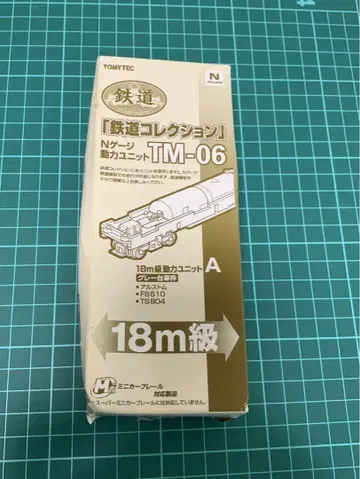 TOMYTEC
N
鉄道
「鉄道コレクション」
Nゲージ
動力ユニット TM-06
18m級動力ユニット A
グレー台車枠
・アルストム
・FS510
・TS804
18m級
ミニカーブレール
対応製品
スーパーミニカーブレールには対応していません。